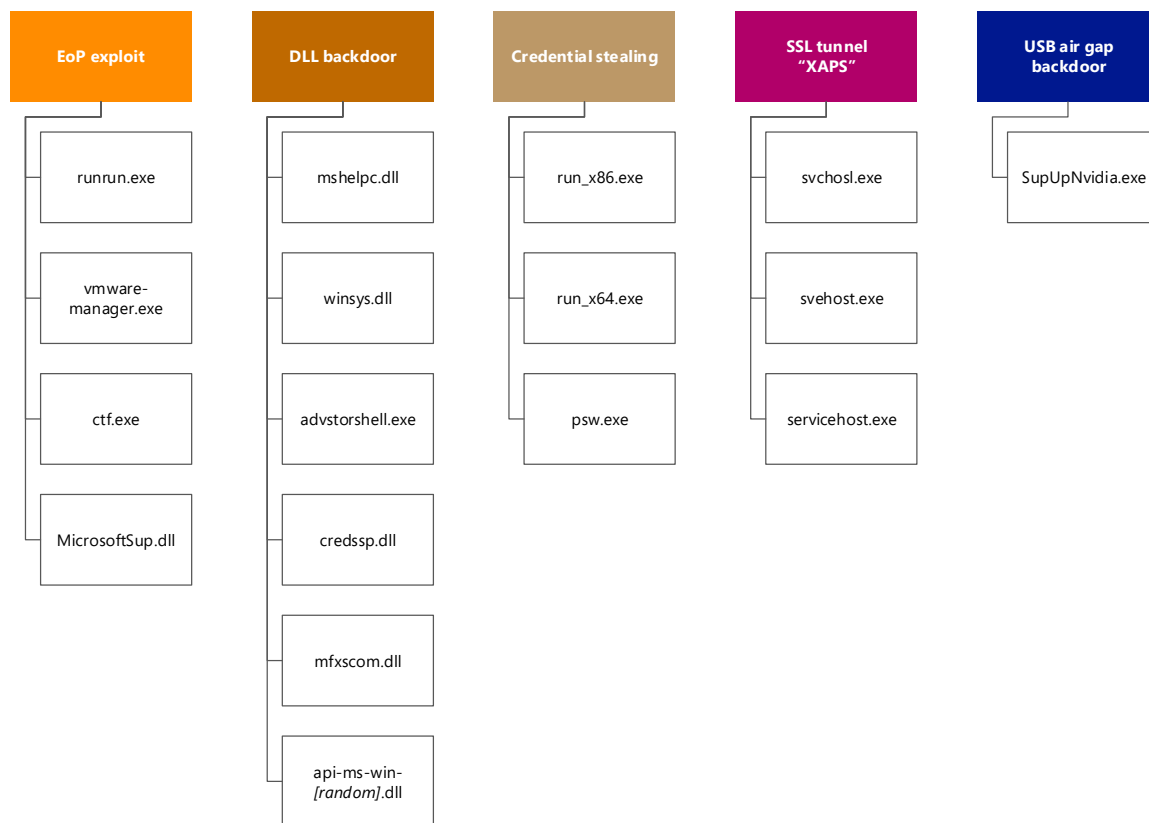 EoP exploit
runrun.exe
vmware-
manager.exe
ctf.exe
MicrosoftSup.dll
DLL backdoor
mshelpc.dll
winsys.dll
advstorshell.exe
credssp.dll
mfxscom.dll
api-ms-win-
[random].dll
Credential stealing
run_x86.exe
run_x64.exe
psw.exe
SSL tunnel
“XAPS”
svchosl.exe
svehost.exe
servicehost.exe
USB air gap
backdoor
SupUpNvidia.exe